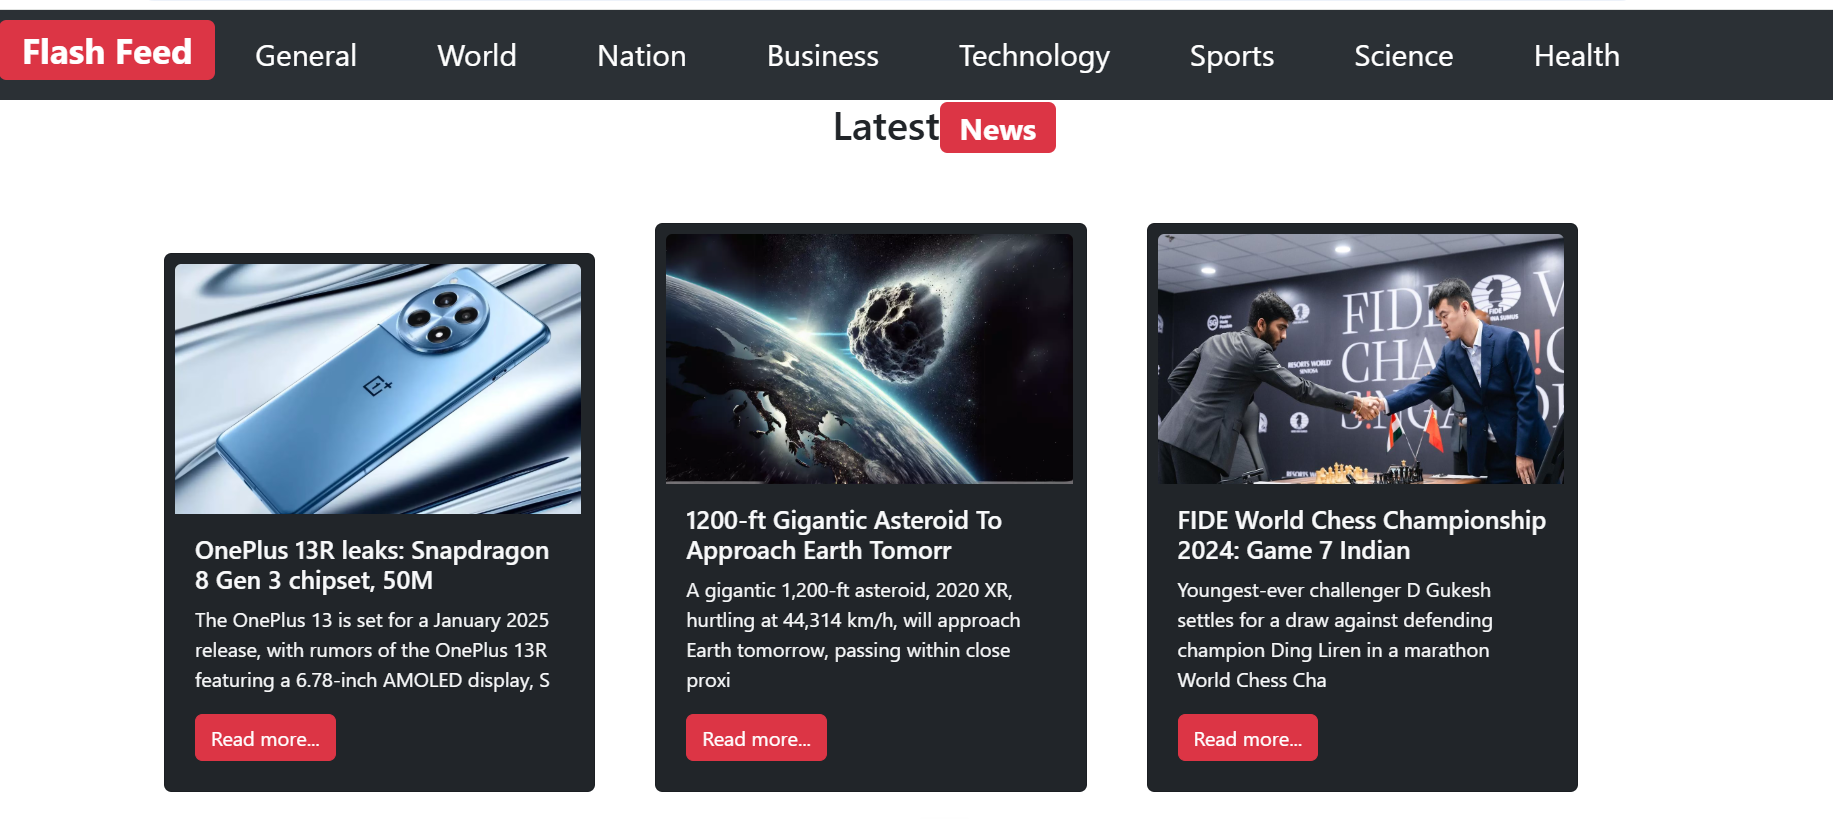 Flash Feed General World Nation Business Technology Sports Science Health
Latest News
OnePlus 13R leaks: Snapdragon
8 Gen 3 chipset, 50M
The OnePlus 13 is set for a January 2025
release, with rumors of the OnePlus 13R
featuring a 6.78-inch AMOLED display, S
Read more...
1200-ft Gigantic Asteroid To
Approach Earth Tomorr
A gigantic 1,200-ft asteroid, 2020 XR,
hurtling at 44,314 km/h, will approach
Earth tomorrow, passing within close
proxi
Read more...
FIDE
RESORTS WORLD
SENTOSA
FIDE World Chess Championship
2024: Game 7 Indian
Youngest-ever challenger D Gukesh
settles for a draw against defending
champion Ding Liren in a marathon
World Chess Cha
Read more...